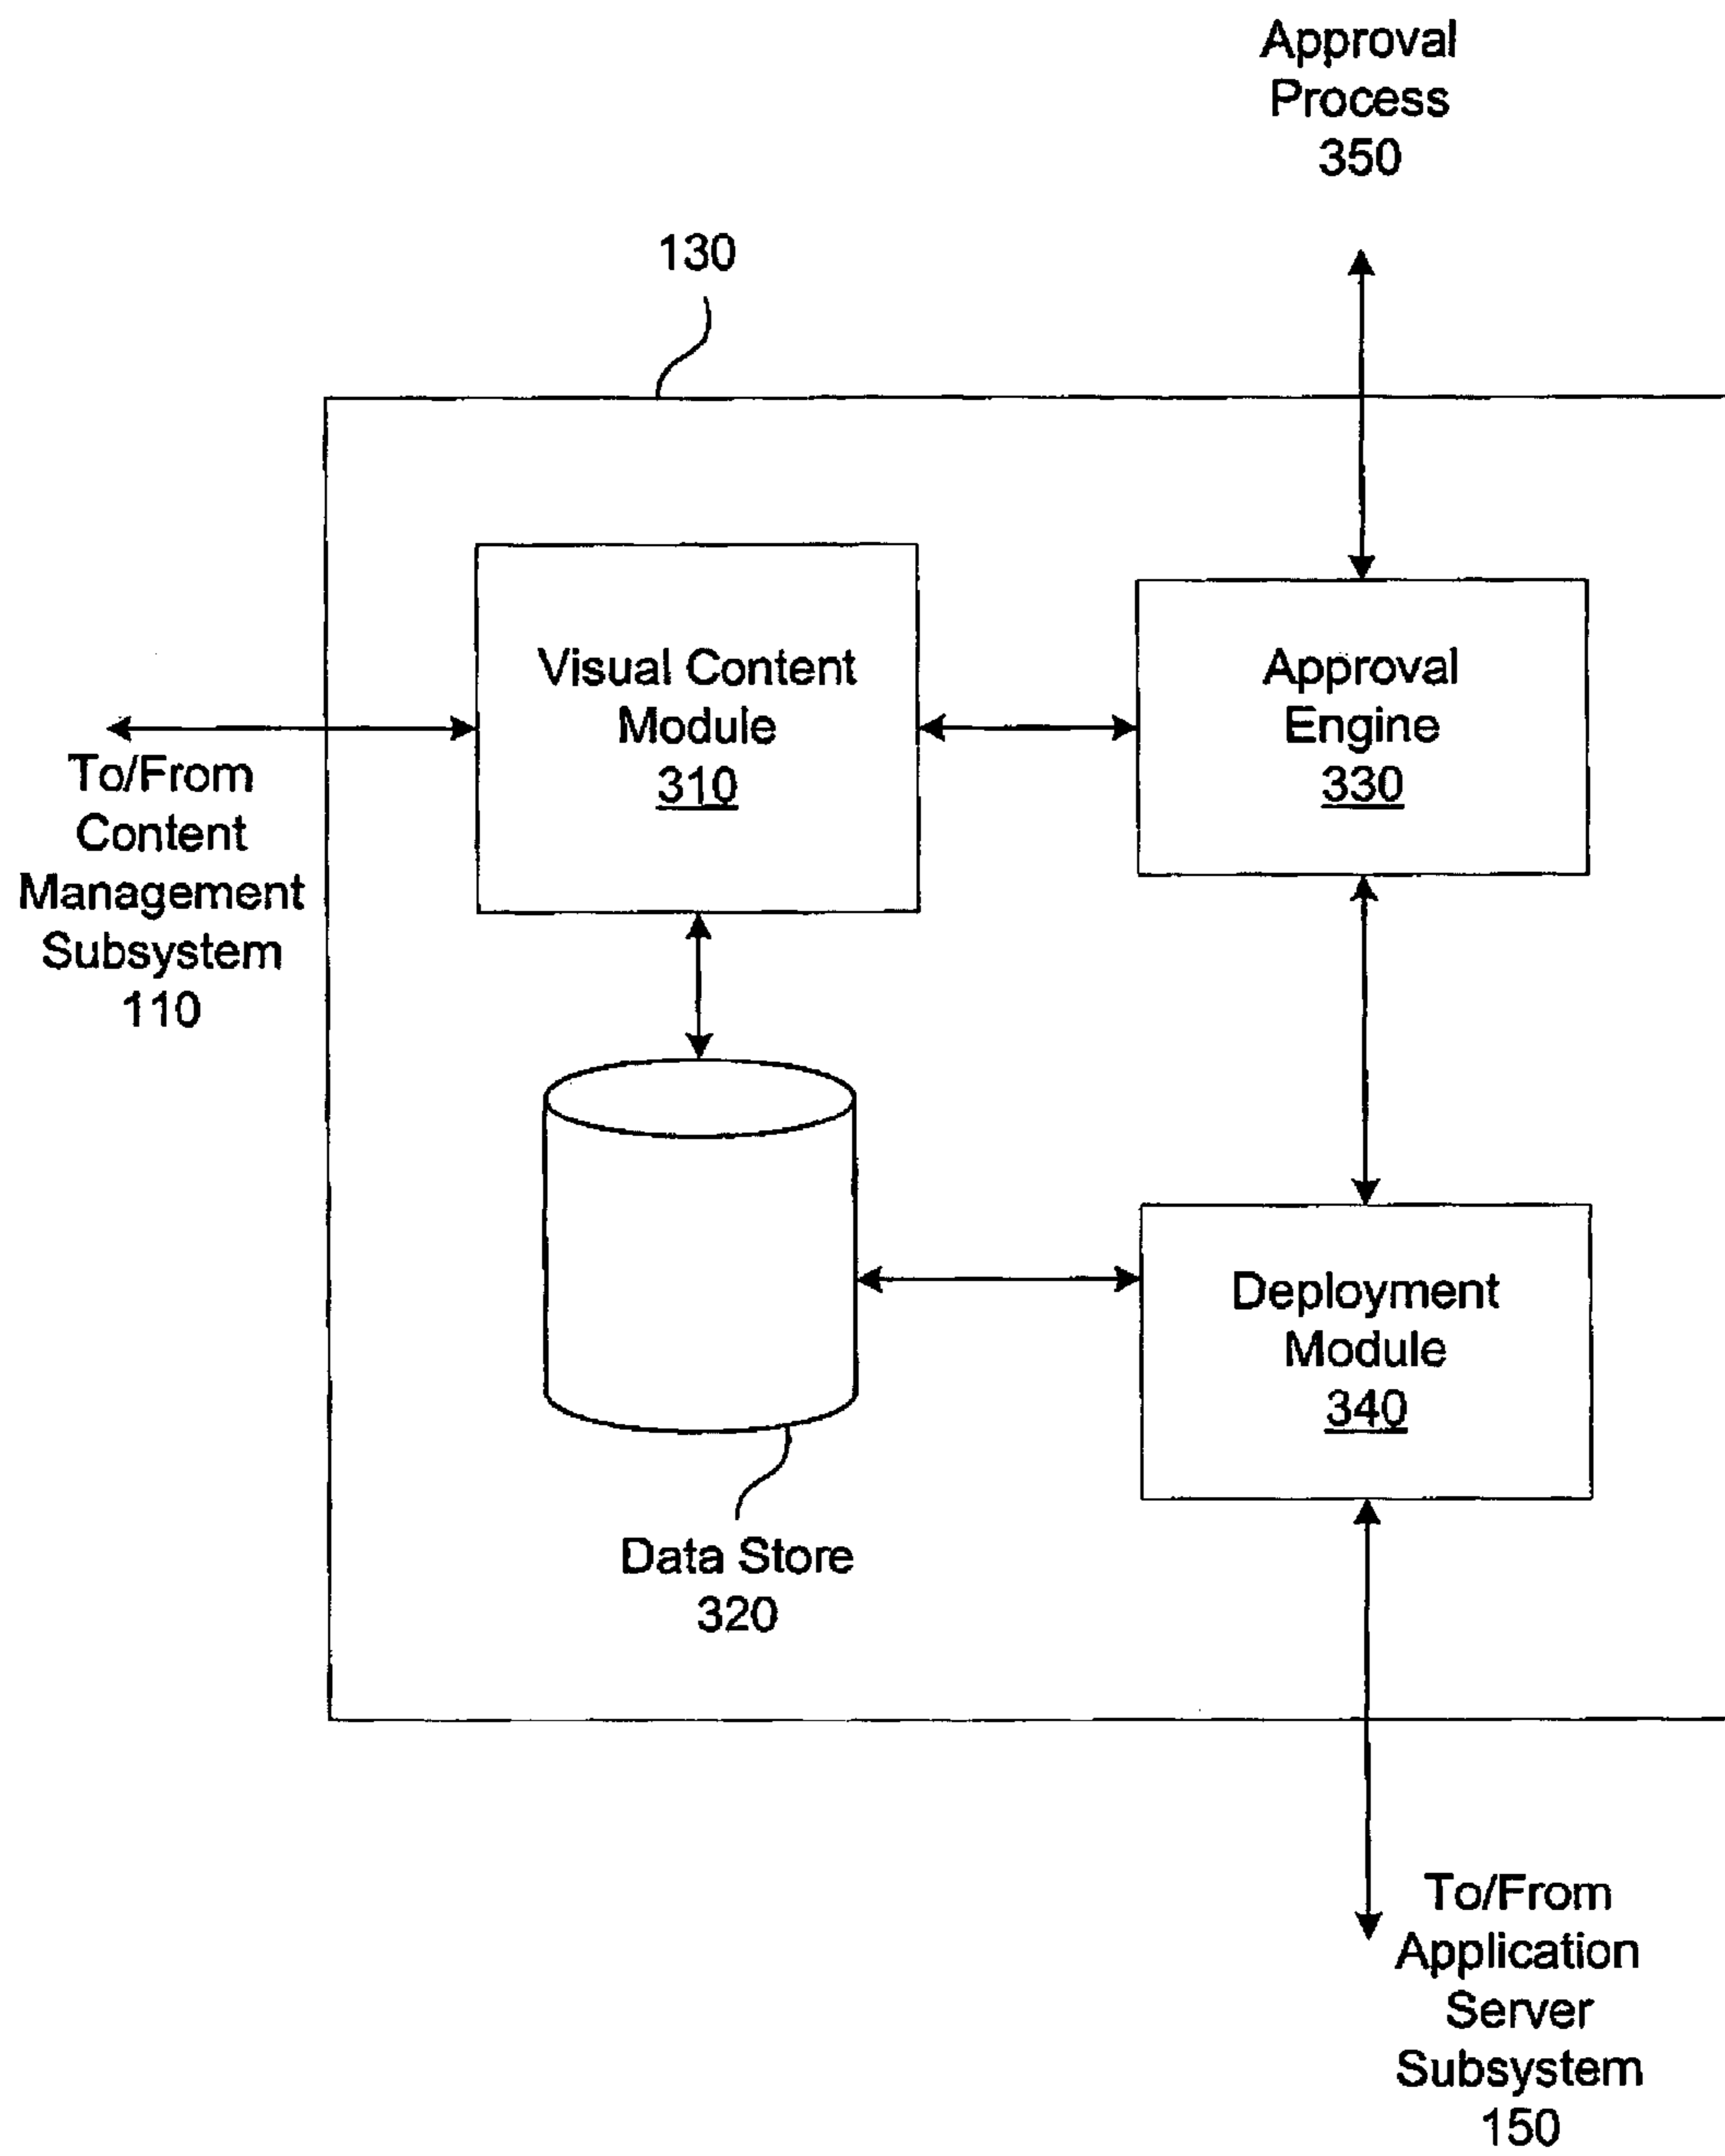 Approval
Process
350
130
Visual Content
Module
310
Approval
Engine
330
To/From
Content
Management
Subsystem
110
Deployment
Module
340
Data Store
320
To/From
Application
Server
Subsystem
150